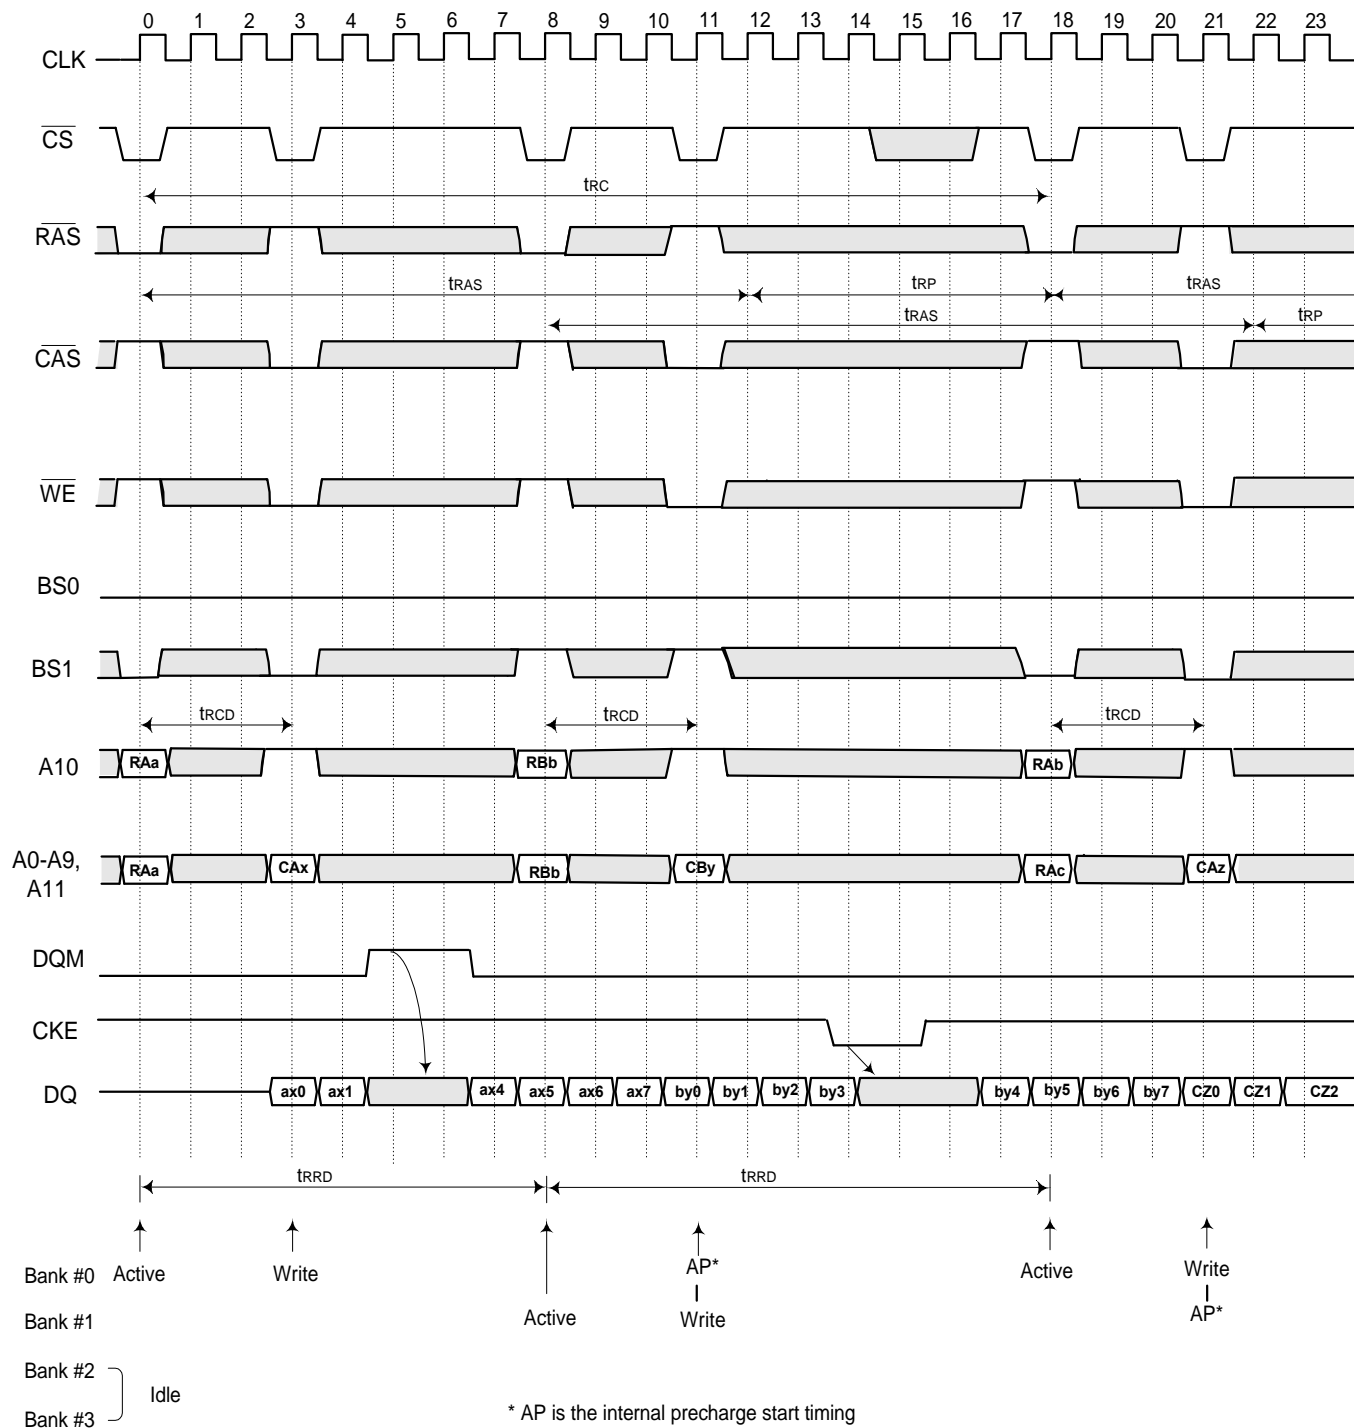 0 1 2 3 4 5 6 7 8 9 10 11 12 13 14 15 16 17 18 19 20 21 22 23
CLK
CS
tRC
RAS
tRAS tRP tRAS
tRAS tRP
CAS
WE
BS0
BS1
tRCD tRCD tRCD
A10 RAa RBb RAb
A0-A9,
A11
RAa CAx RBb CBy RAc CAz
DQM
CKE
DQ ax0 ax1 ax4 ax5 ax6 ax7 by0 by1 by2 by3 by4 by5 by6 by7 CZ0 CZ1 CZ2
tRRD tRRD
Bank #0 Active Write AP* Active Write
Bank #1 Active Write AP*
Bank #2
Idle
Bank #3
* AP is the internal precharge start timing